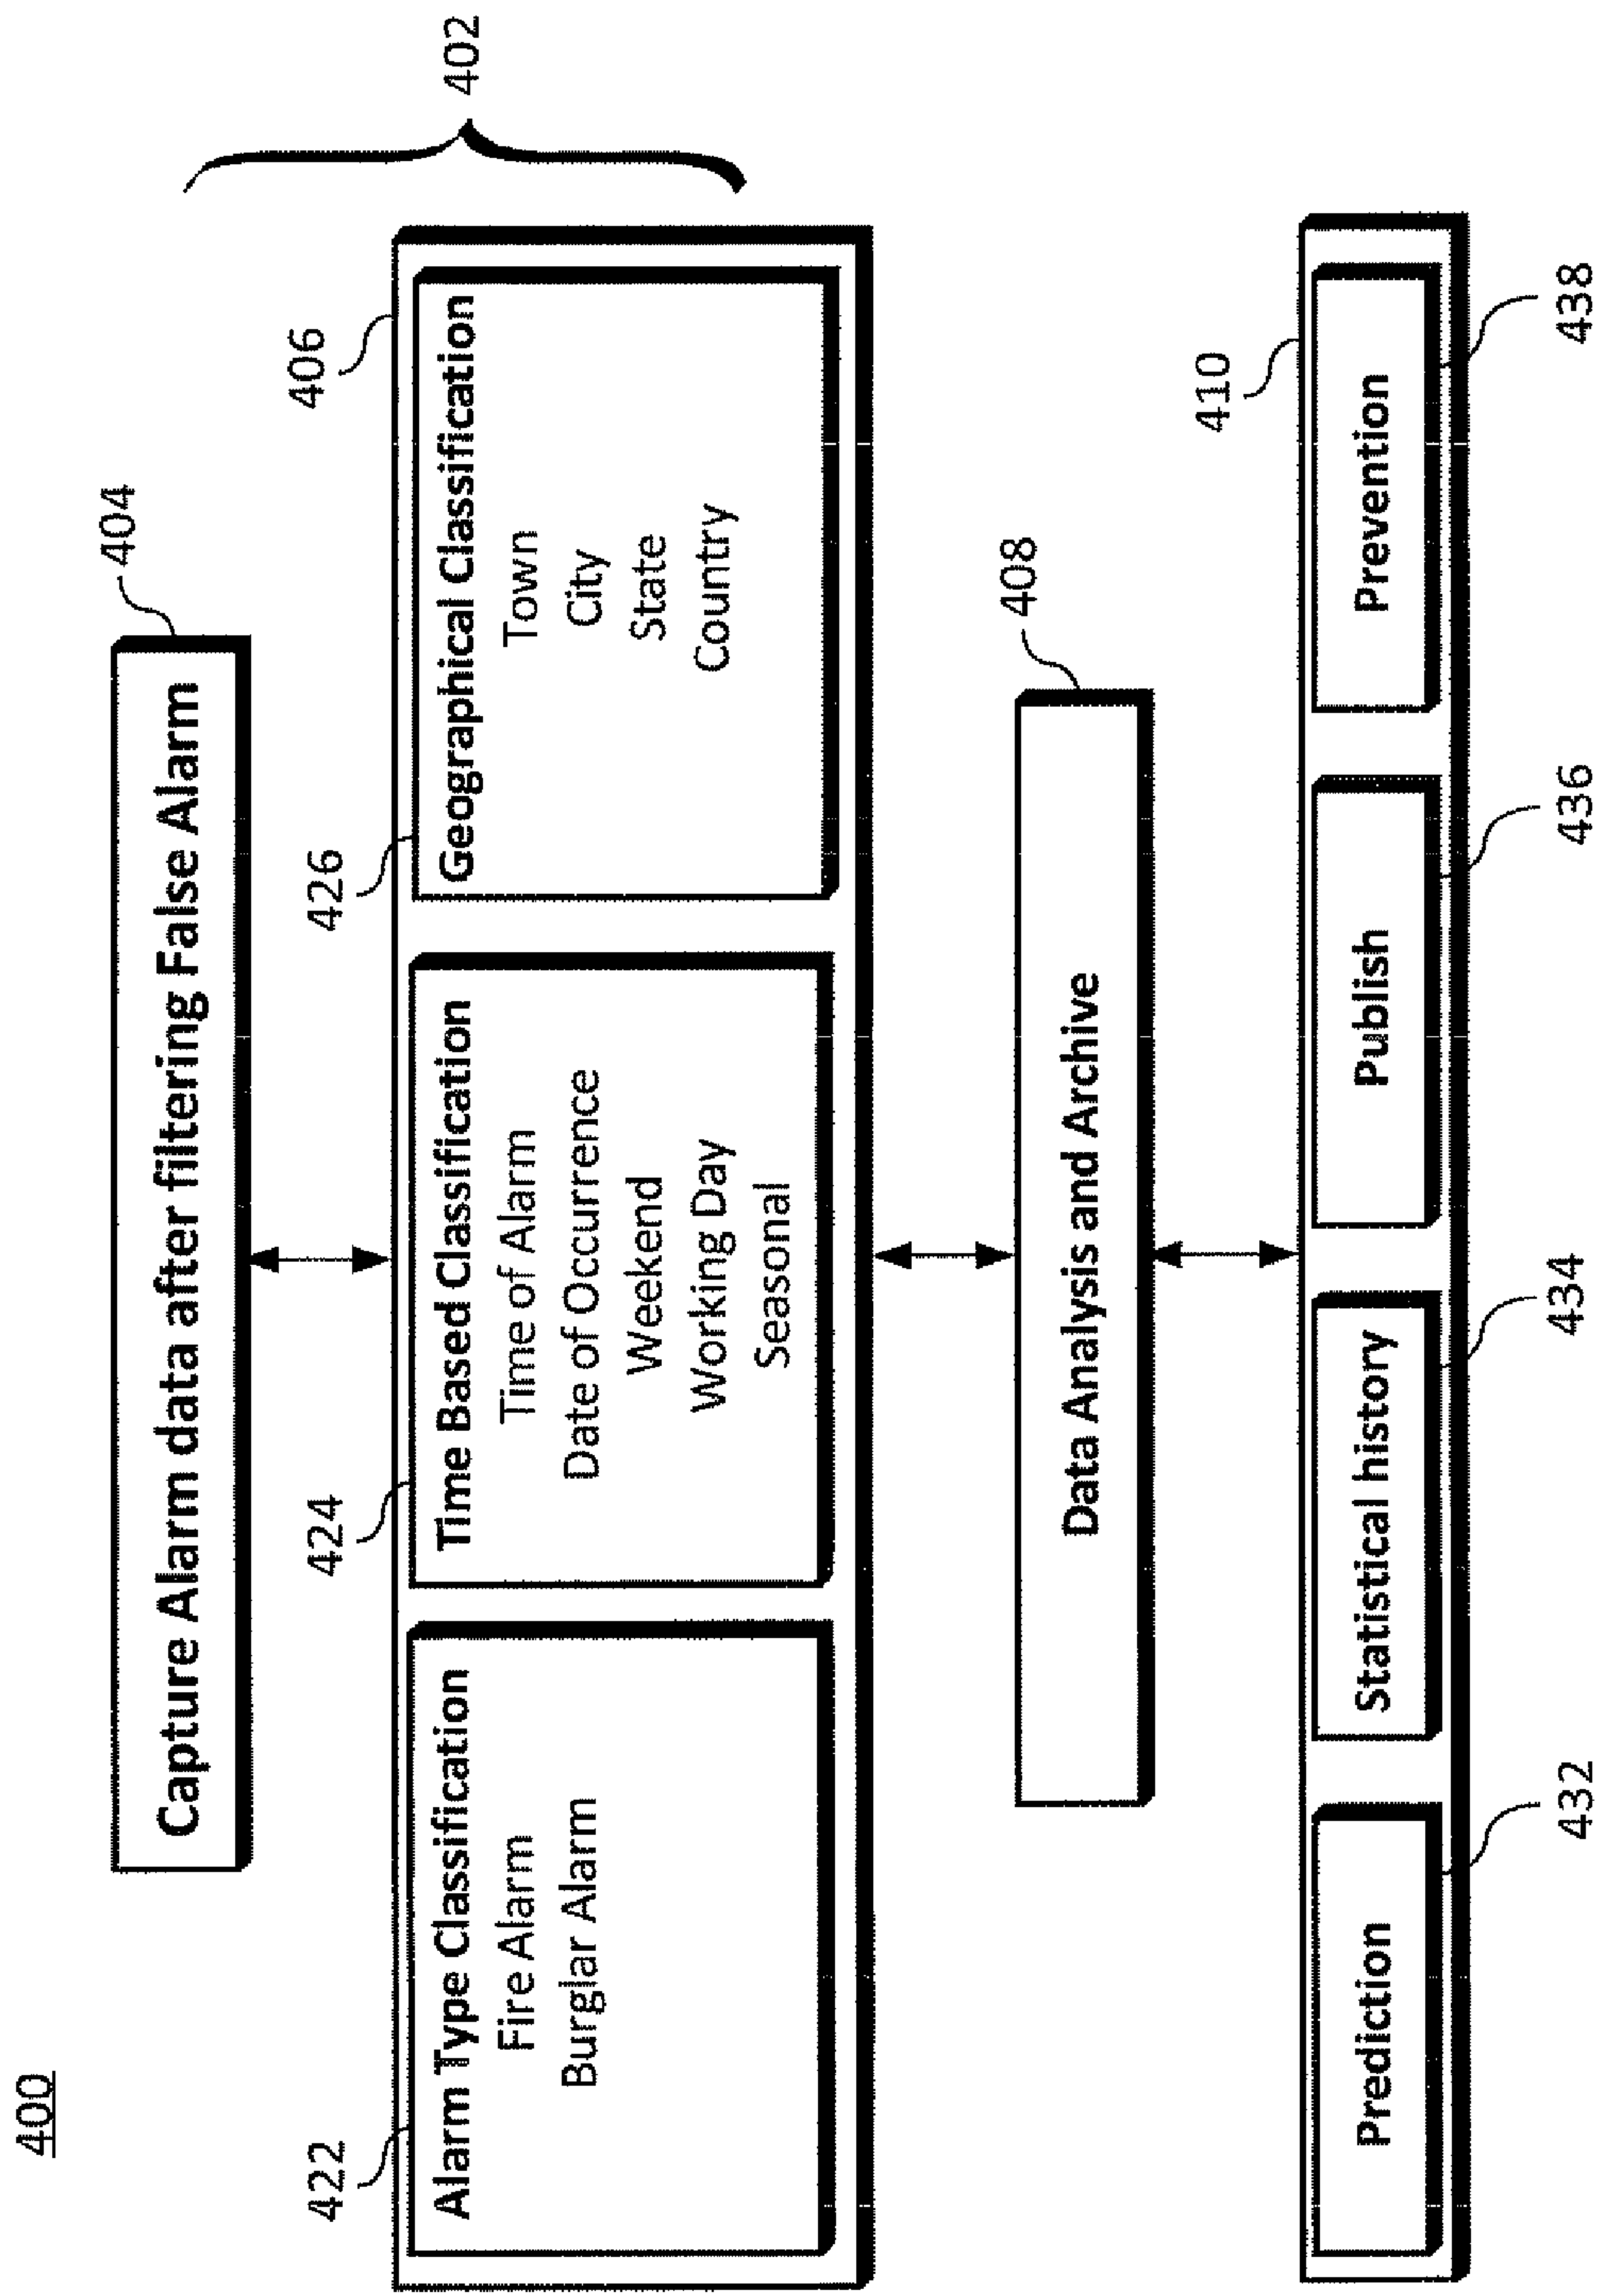 400
402
404
Capture Alarm data after filtering False Alarm
406
422
Alarm Type Classification
Fire Alarm
Burglar Alarm
424
Time Based Classification
Time of Alarm
Date of Occurrence
Weekend
Working Day
Seasonal
426
Geographical Classification
Town
City
State
Country
408
Data Analysis and Archive
410
Prediction
432
Statistical history
434
Publish
436
Prevention
438